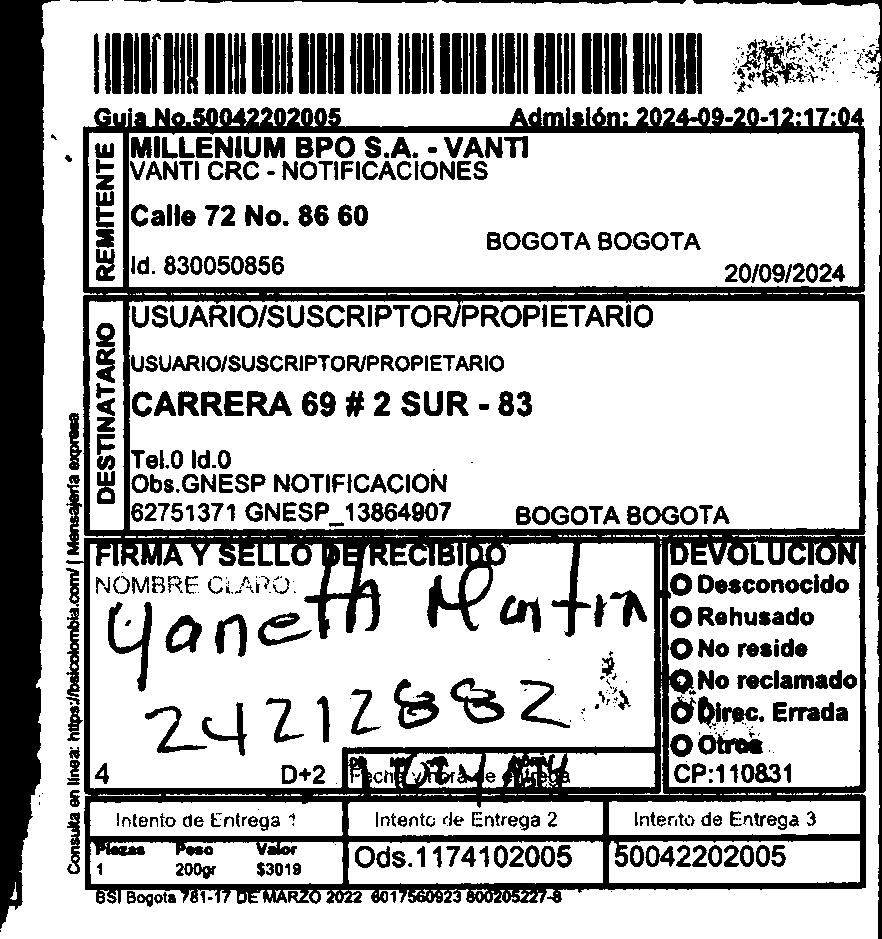 Guia No.50042202005 Admisión: 2024-09-20-12:17:04
REMITENTE
MILLENIUM BPO S.A. - VANTI
VANTI CRC - NOTIFICACIONES
Calle 72 No. 86 60
BOGOTA BOGOTA
Id. 830050856
20/09/2024
DESTINATARIO
USUARIO/SUSCRIPTOR/PROPIETARIO
USUARIO/SUSCRIPTOR/PROPIETARIO
CARRERA 69 # 2 SUR - 83
Tel.0 Id.0
Obs.GNESP NOTIFICACION
62751371 GNESP_13864907 BOGOTA BOGOTA
Consulta en linea: https://bsicolombia.com/ | Mensajería expresa
FIRMA Y SELLO DE RECIBIDO
NOMBRE CLARO:
Yaneth
24212882
4 D+2
Fecha y hora de entrega
DEVOLUCION
Desconocido
Rehusado
No reside
No reclamado
Direc. Errada
Otros
CP:110831
Intento de Entrega 1 Intento de Entrega 2 Intento de Entrega 3
Piezas Peso Valor
1 200gr $3019
Ods.1174102005 50042202005
BSI Bogota 781-17 DE MARZO 2022 6017560923 800205227-8